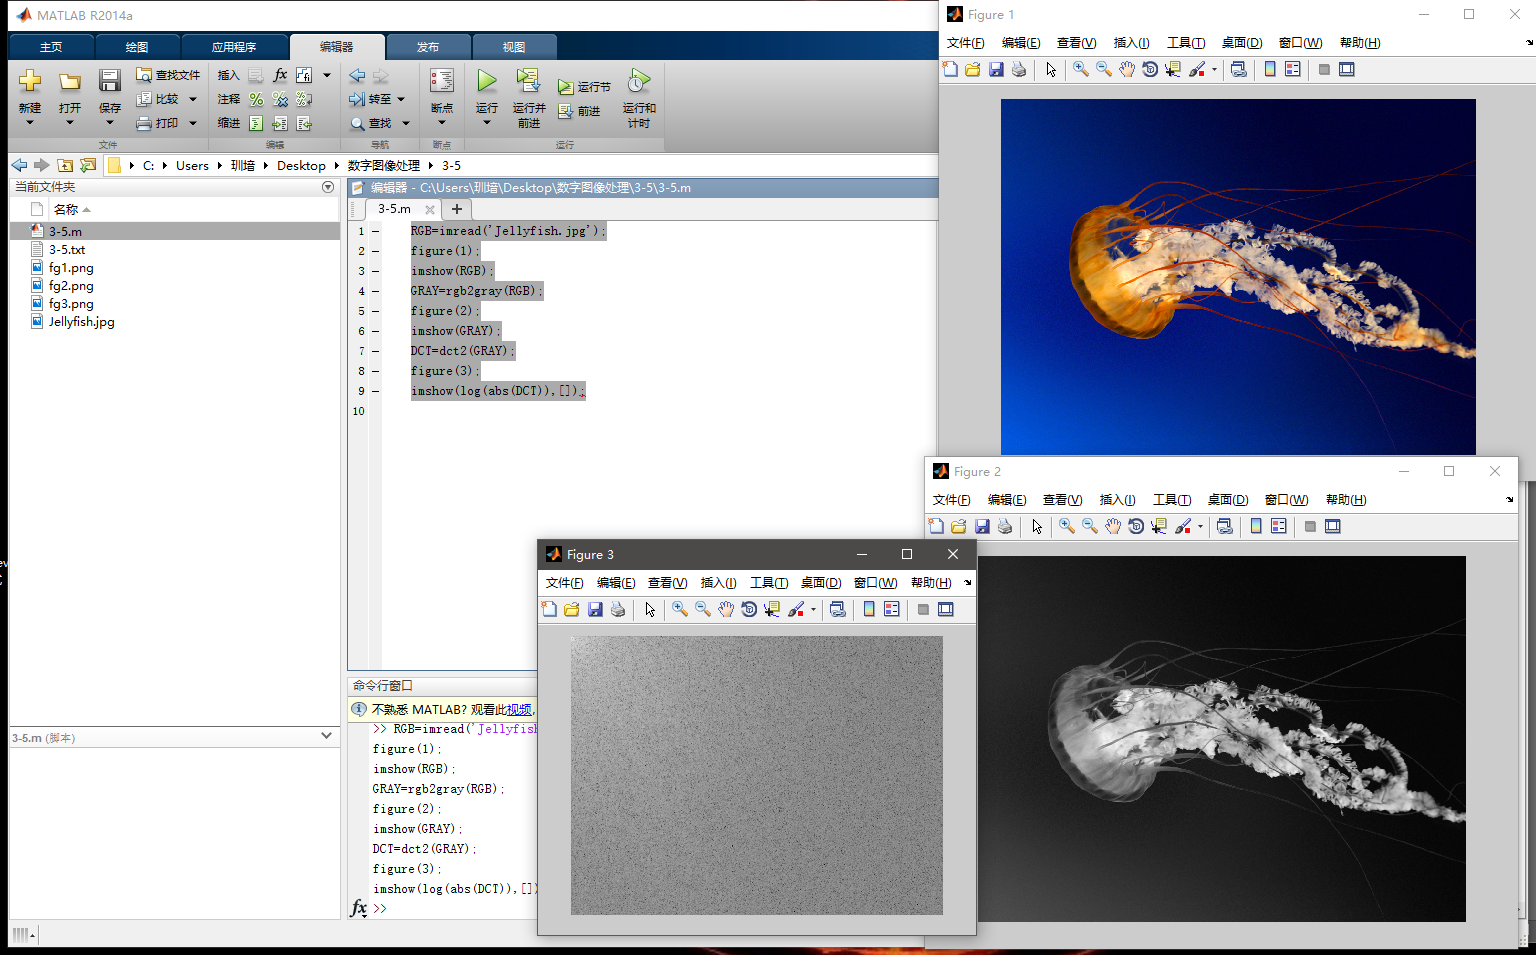 MATLAB R2014a
主页 绘图 应用程序 编辑器 发布 视图
新建 打开 保存 查找文件 比较 打印
文件
插入 fx
注释
缩进
编辑
转至
查找
导航
断点
断点
运行 运行并前进 运行节 前进 运行和计时
运行
C: Users 玥培 Desktop 数字图像处理 3-5
当前文件夹
名称
3-5.m
3-5.txt
fg1.png
fg2.png
fg3.png
Jellyfish.jpg
3-5.m (脚本)
编辑器 - C:\Users\玥培\Desktop\数字图像处理\3-5\3-5.m
3-5.m
1 RGB=imread('Jellyfish.jpg');
2 figure(1);
3 imshow(RGB);
4 GRAY=rgb2gray(RGB);
5 figure(2);
6 imshow(GRAY);
7 DCT=dct2(GRAY);
8 figure(3);
9 imshow(log(abs(DCT)),[]);
10
命令行窗口
不熟悉 MATLAB? 观看此视频,
>> RGB=imread('Jellyfish
figure(1);
imshow(RGB);
GRAY=rgb2gray(RGB);
figure(2);
imshow(GRAY);
DCT=dct2(GRAY);
figure(3);
imshow(log(abs(DCT)),[])
fx >>
Figure 1
文件(F) 编辑(E) 查看(V) 插入(I) 工具(T) 桌面(D) 窗口(W) 帮助(H)
Figure 2
文件(F) 编辑(E) 查看(V) 插入(I) 工具(T) 桌面(D) 窗口(W) 帮助(H)
Figure 3
文件(F) 编辑(E) 查看(V) 插入(I) 工具(T) 桌面(D) 窗口(W) 帮助(H)